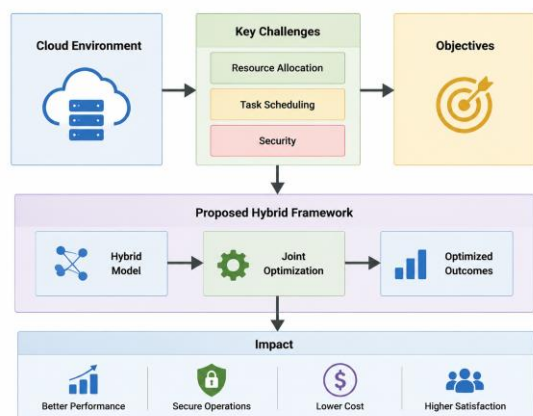 Cloud Environment
Key Challenges
Resource Allocation
Task Scheduling
Security
Objectives
Proposed Hybrid Framework
Hybrid
Model
Joint
Optimization
Optimized
Outcomes
Impact
Better Performance
Secure Operations
$
Lower Cost
Higher Satisfaction